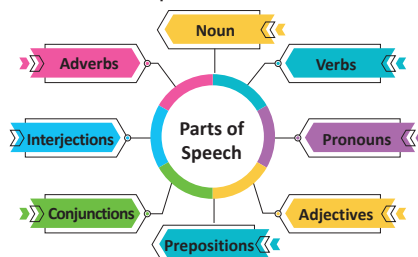 Noun
Adverbs
Verbs
Interjections
Parts of
Speech
Pronouns
Conjunctions
Adjectives
Prepositions